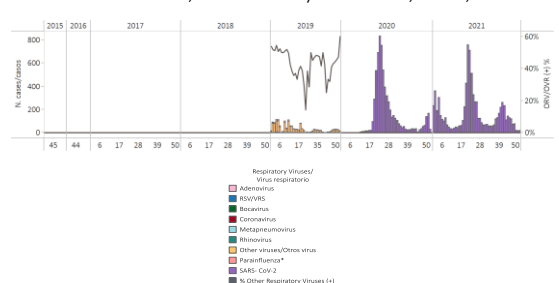 2015 2016 2017 2018 2019 2020 2021
N. cases/casos
800
600
400
200
0
60%
40%
20%
0%
ORv/OVR (+) %
45 44 6 17 28 39 50 6 17 28 39 50 6 17 35 50 6 17 28 39 50 6 17 28 39 50
Respiratory Viruses/
Virus respiratorio
Adenovirus
RSV/VRS
Bocavirus
Coronavirus
Metapneumovirus
Rhinovirus
Other viruses/Otros virus
Parainfluenza*
SARS- CoV-2
% Other Respiratory Viruses (+)